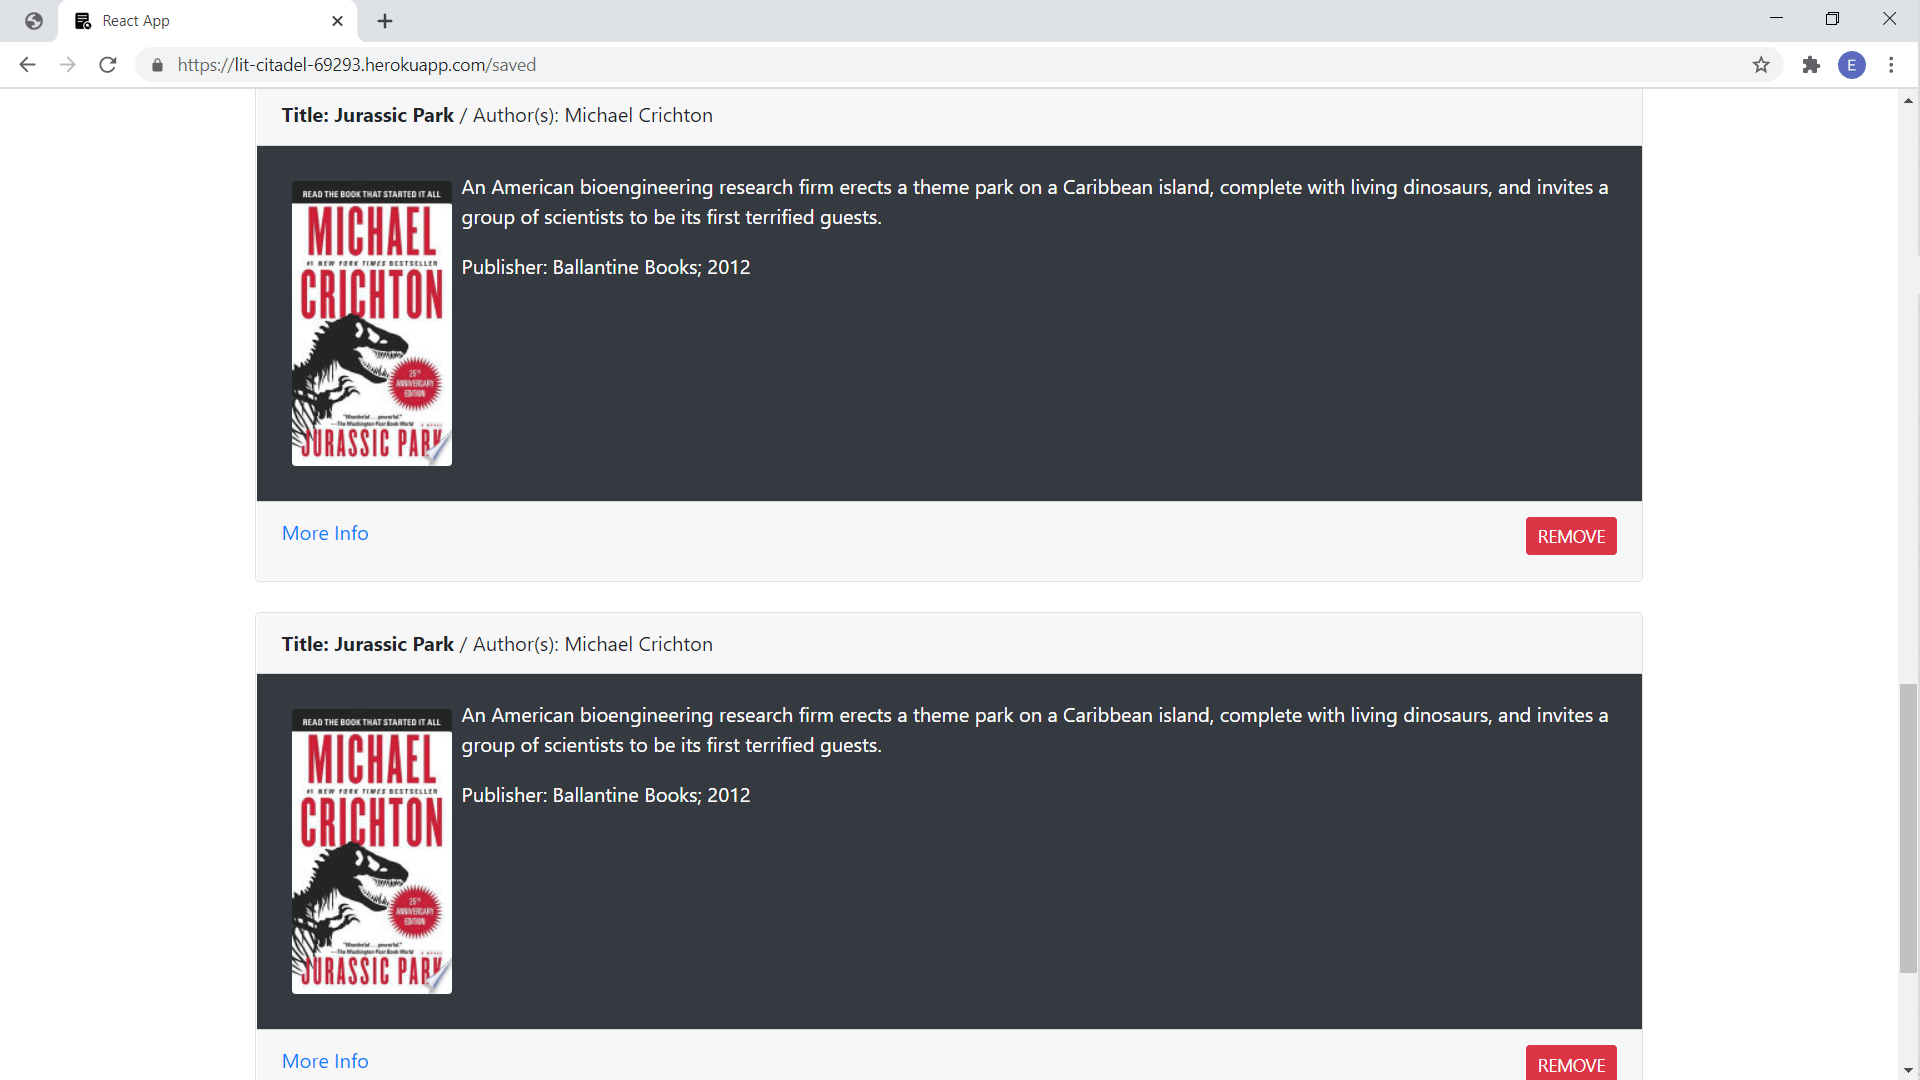 React App
https://lit-citadel-69293.herokuapp.com/saved
E
Title: Jurassic Park / Author(s): Michael Crichton
READ THE BOOK THAT STARTED IT ALL
MICHAEL
#1 NEW YORK TIMES BESTSELLER
CRICHTON
25TH
ANNIVERSARY
EDITION
"Wonderful . . . powerful."
—The Washington Post Book World
A NOVEL
JURASSIC PARK
An American bioengineering research firm erects a theme park on a Caribbean island, complete with living dinosaurs, and invites a
group of scientists to be its first terrified guests.
Publisher: Ballantine Books; 2012
More Info
REMOVE
Title: Jurassic Park / Author(s): Michael Crichton
READ THE BOOK THAT STARTED IT ALL
MICHAEL
#1 NEW YORK TIMES BESTSELLER
CRICHTON
25TH
ANNIVERSARY
EDITION
"Wonderful . . . powerful."
—The Washington Post Book World
A NOVEL
JURASSIC PARK
An American bioengineering research firm erects a theme park on a Caribbean island, complete with living dinosaurs, and invites a
group of scientists to be its first terrified guests.
Publisher: Ballantine Books; 2012
More Info
REMOVE